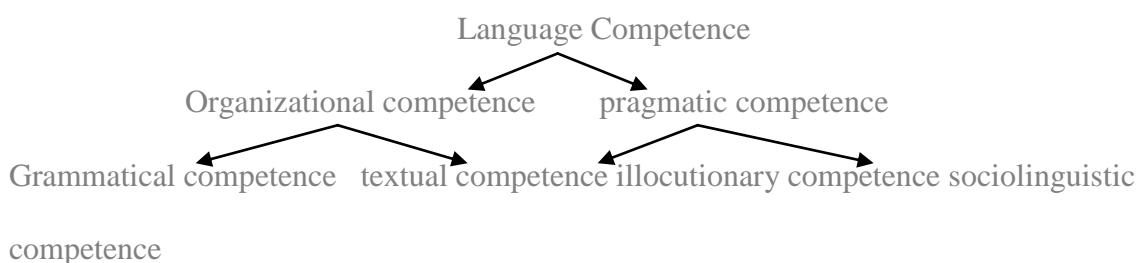 Language Competence
Organizational competence pragmatic competence
Grammatical competence textual competence illocutionary competence sociolinguistic
competence